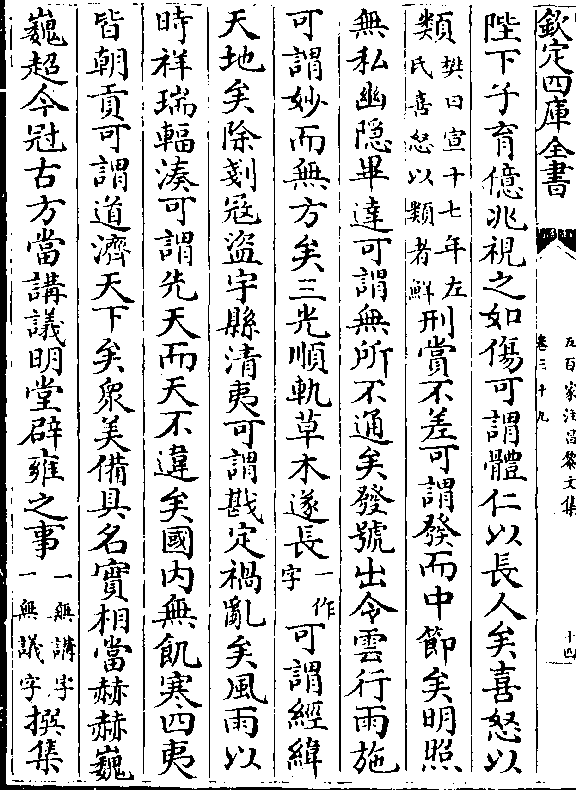 欽定四庫全書
五百家注昌黎文集
卷三十九
十四
陛下子育億兆視之如傷可謂體仁以長人矣喜怒以
類樊曰宣十七年左氏喜怒以類者鮮刑賞不差可謂發而中節矣明照
無私幽隱畢達可謂無所不通矣發號出令雲行雨施
可謂妙而無方矣三光順軌草木遂長一作字可謂經緯
天地矣除剗寇盜宇縣清夷可謂戡定禍亂矣風雨以
時祥瑞輻湊可謂先天而天不違矣國内無飢寒四夷
皆朝貢可謂道濟天下矣衆美備具名實相當赫赫巍
巍超今冠古方當講議明堂辟雍之事一無講字一無議字撰集